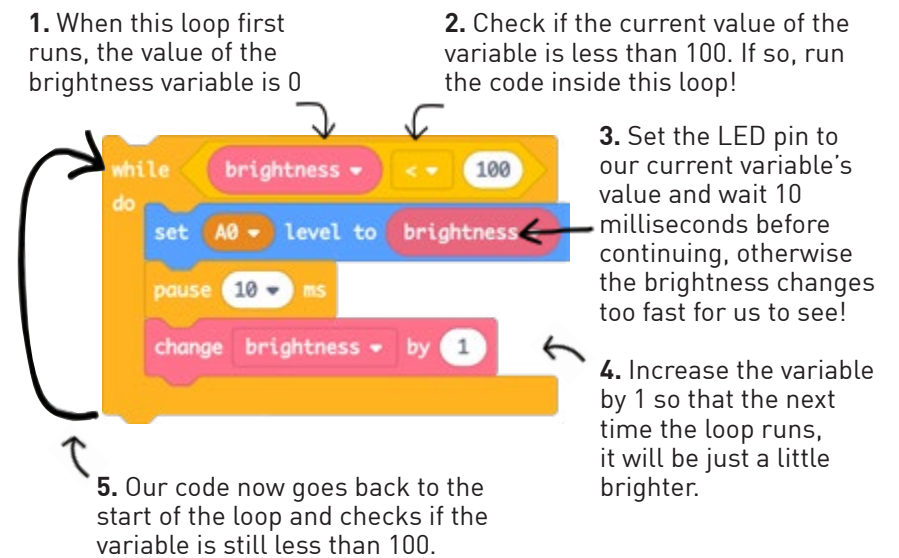 1. When this loop first
runs, the value of the
brightness variable is 0
2. Check if the current value of the
variable is less than 100. If so, run
the code inside this loop!
while brightness < 100
do
set A0 level to brightness
pause 10 ms
change brightness by 1
3. Set the LED pin to
our current variable's
value and wait 10
milliseconds before
continuing, otherwise
the brightness changes
too fast for us to see!
4. Increase the variable
by 1 so that the next
time the loop runs,
it will be just a little
brighter.
5. Our code now goes back to the
start of the loop and checks if the
variable is still less than 100.